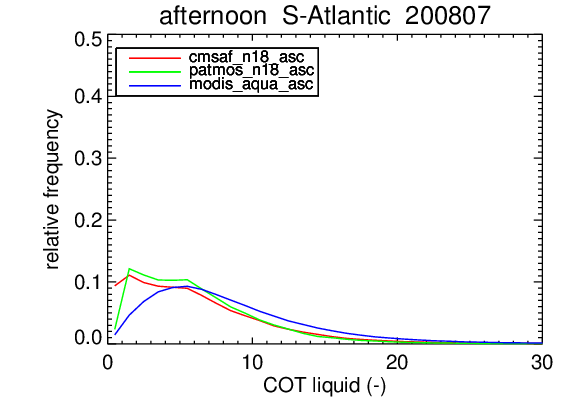 afternoon S-Atlantic 200807
0.5
cmsaf_n18_asc
patmos_n18_asc
modis_aqua_asc
0.4
0.3
0.2
0.1
0.0
relative frequency
0 10 20 30
COT liquid (-)